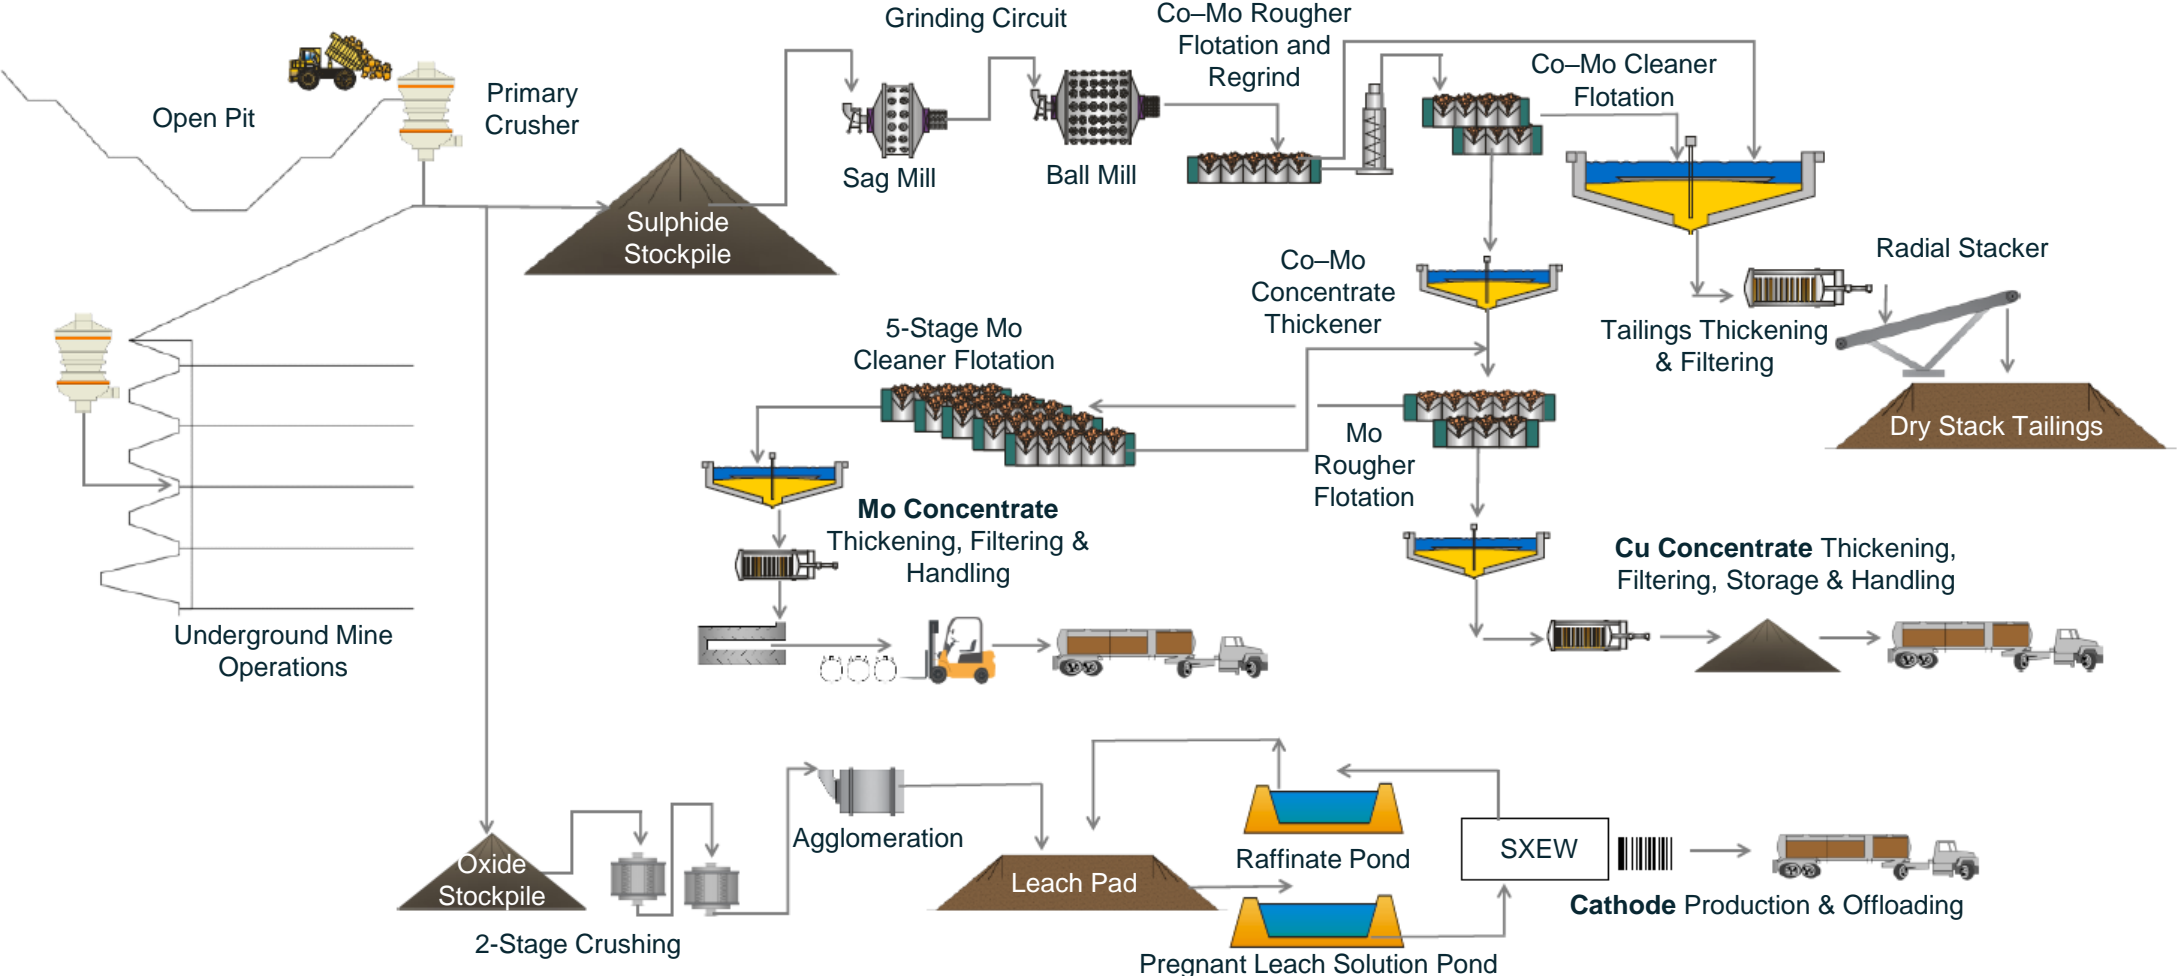 Grinding Circuit
Co–Mo Rougher
Flotation and
Regrind
Co–Mo Cleaner
Flotation
Open Pit
Primary
Crusher
Sag Mill
Ball Mill
Sulphide
Stockpile
Radial Stacker
Co–Mo
Concentrate
Thickener
5-Stage Mo
Cleaner Flotation
Tailings Thickening
& Filtering
Dry Stack Tailings
Mo
Rougher
Flotation
Mo Concentrate
Thickening, Filtering &
Handling
Cu Concentrate Thickening,
Filtering, Storage & Handling
Underground Mine
Operations
Agglomeration
Raffinate Pond
SXEW
Oxide
Stockpile
Leach Pad
Cathode Production & Offloading
2-Stage Crushing
Pregnant Leach Solution Pond